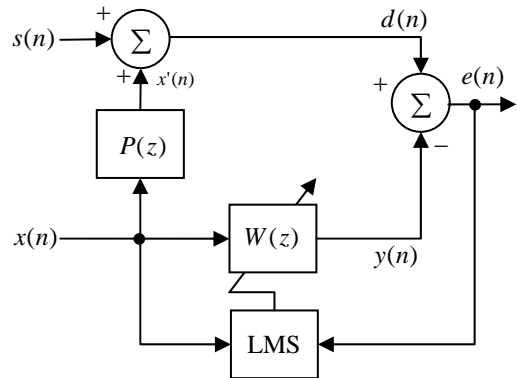 d(n)
+
s(n)
Σ
+
x'(n)
+
e(n)
Σ
−
P(z)
x(n)
W(z)
y(n)
LMS